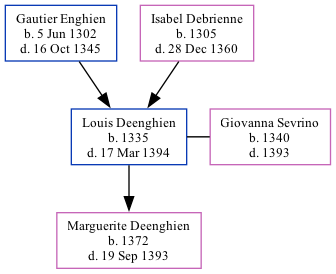 Gautier Enghien
b. 5 Jun 1302
d. 16 Oct 1345
Isabel Debrienne
b. 1305
d. 28 Dec 1360
Louis Deenghien
b. 1335
d. 17 Mar 1394
Giovanna Sevrino
b. 1340
d. 1393
Marguerite Deenghien
b. 1372
d. 19 Sep 1393